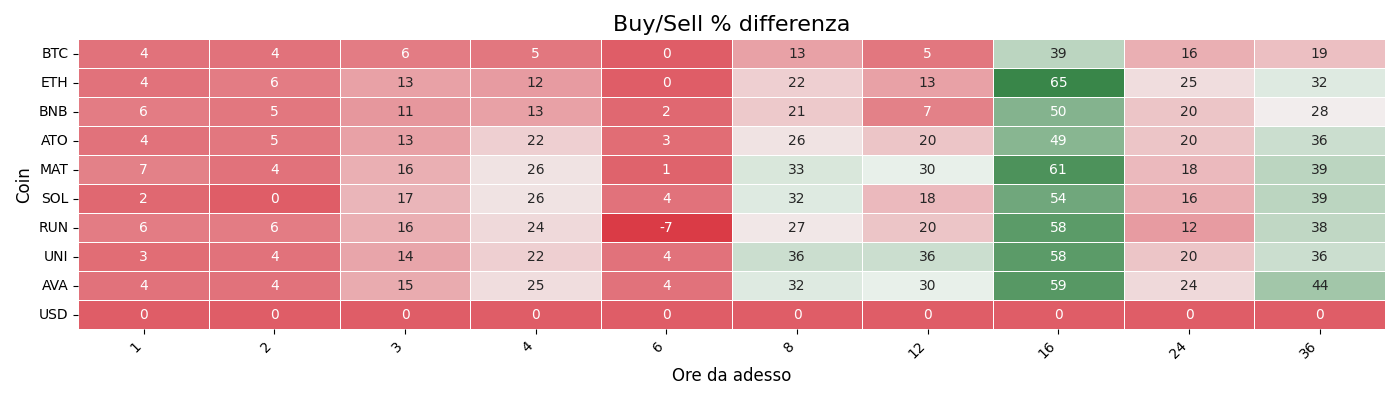 Buy/Sell % differenza
Coin
BTC 4 4 6 5 0 13 5 39 16 19
ETH 4 6 13 12 0 22 13 65 25 32
BNB 6 5 11 13 2 21 7 50 20 28
ATO 4 5 13 22 3 26 20 49 20 36
MAT 7 4 16 26 1 33 30 61 18 39
SOL 2 0 17 26 4 32 18 54 16 39
RUN 6 6 16 24 -7 27 20 58 12 38
UNI 3 4 14 22 4 36 36 58 20 36
AVA 4 4 15 25 4 32 30 59 24 44
USD 0 0 0 0 0 0 0 0 0 0
1 2 3 4 6 8 12 16 24 36
Ore da adesso